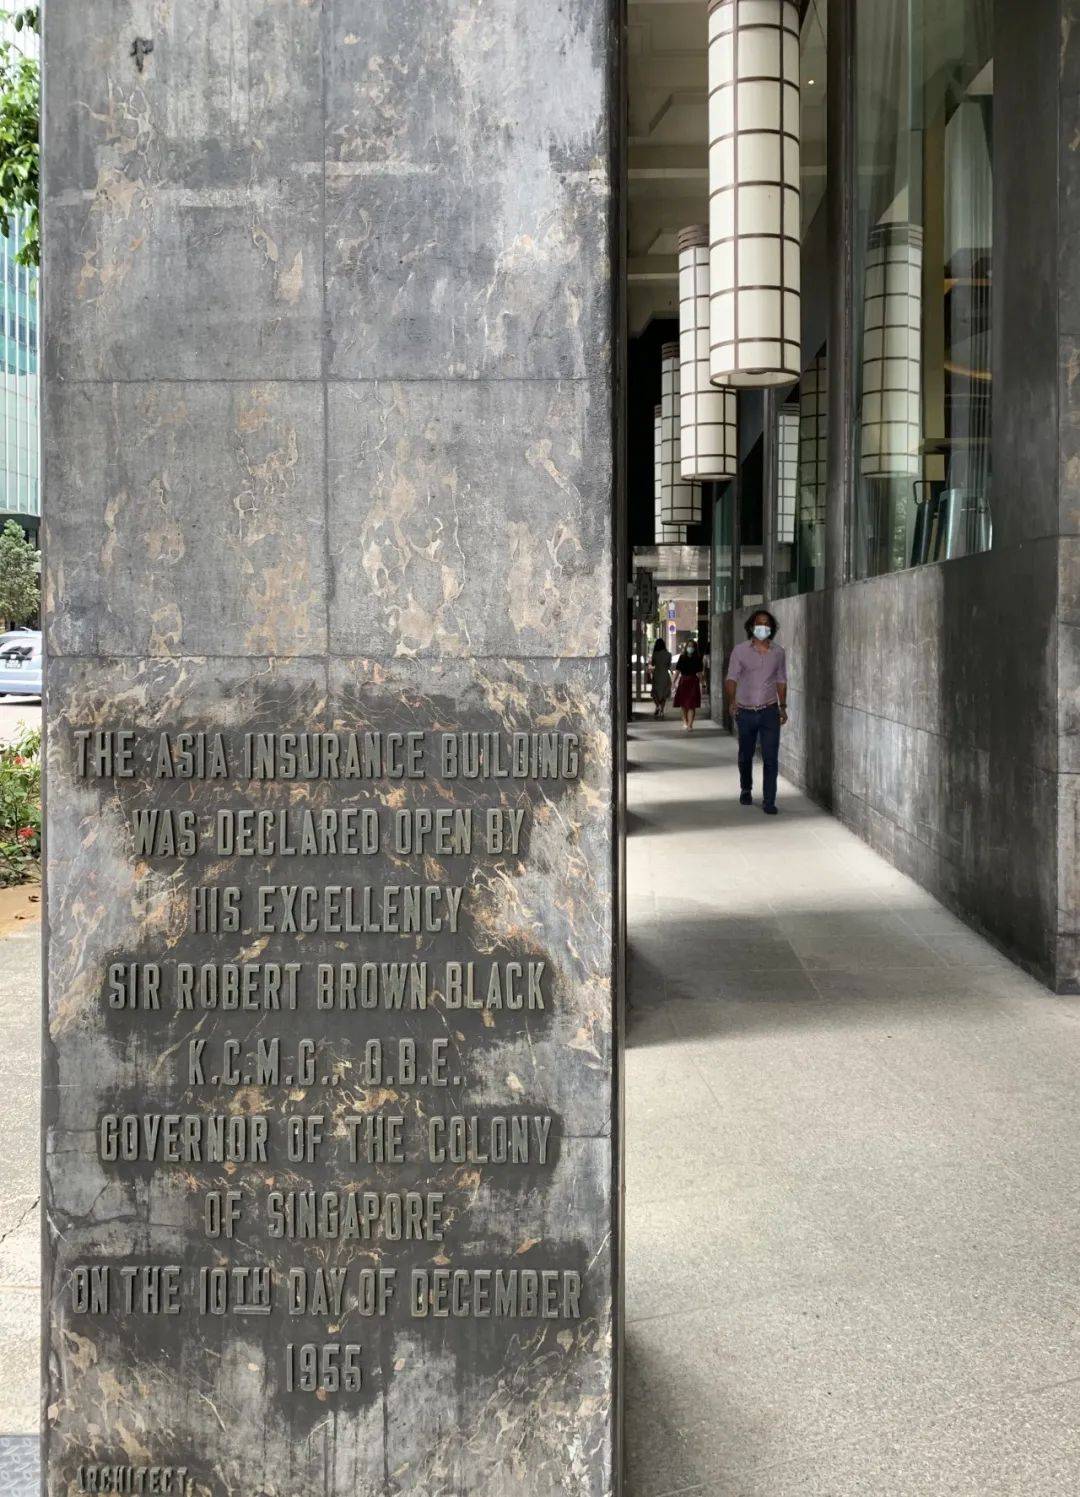 THE ASIA INSURANCE BUILDING
WAS DECLARED OPEN BY
HIS EXCELLENCY
SIR ROBERT BROWN BLACK
K.C.M.G., O.B.E.
GOVERNOR OF THE COLONY
OF SINGAPORE
ON THE 10TH DAY OF DECEMBER
1955
ARCHITECT: